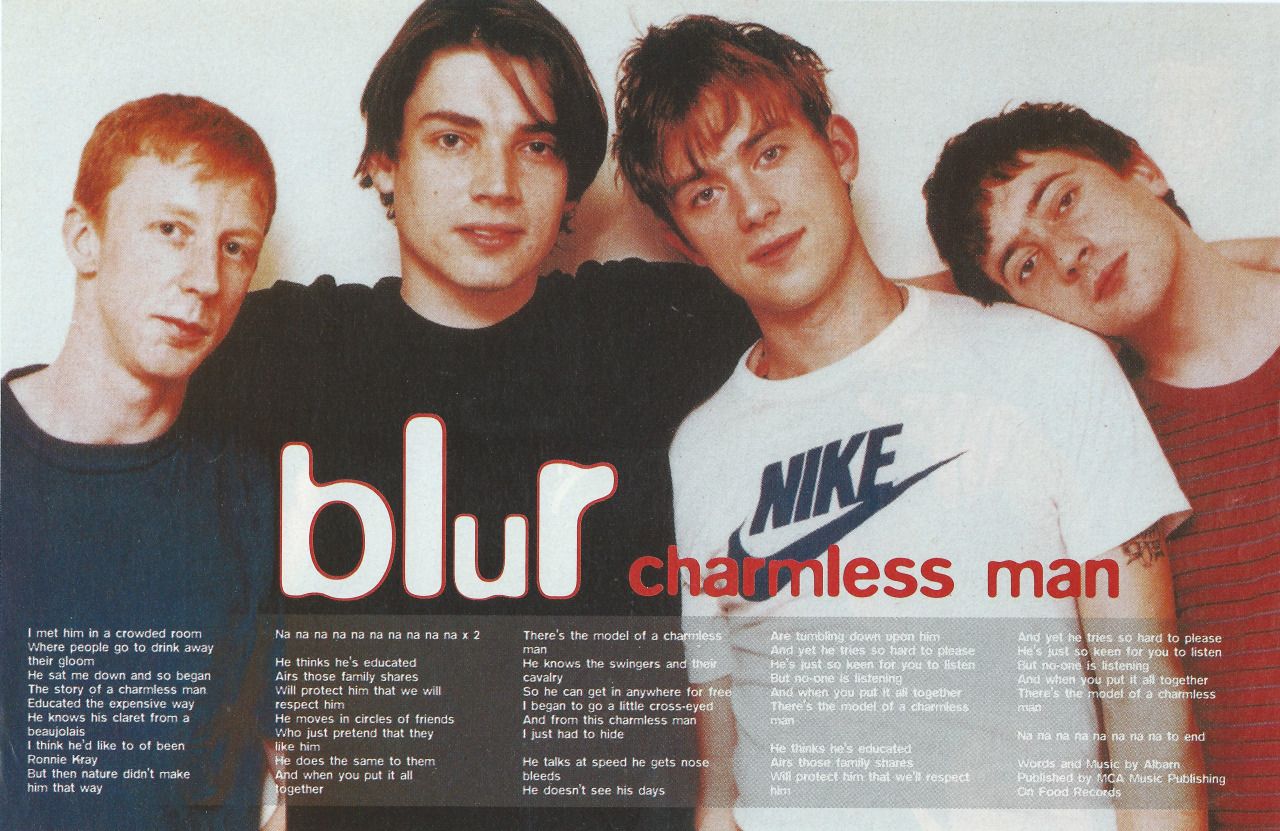 NIKE
blur
charmless man
I met him in a crowded room
Where people go to drink away
their gloom
He sat me down and so began
The story of a charmless man
Educated the expensive way
He knows his claret from a
beaujolais
I think he'd like to of been
Ronnie Kray
But then nature didn't make
him that way
Na na na na na na na na na na x 2
He thinks he's educated
Airs those family shares
Will protect him that we will
respect him
He moves in circles of friends
Who just pretend that they
like him
He does the same to them
And when you put it all
together
There's the model of a charmless
man
He knows the swingers and their
cavalry
So he can get in anywhere for free
I began to go a little cross-eyed
And from this charmless man
I just had to hide
He talks at speed he gets nose
bleeds
He doesn't see his days
Are tumbling down upon him
And yet he tries so hard to please
He's just so keen for you to listen
But no-one is listening
And when you put it all together
There's the model of a charmless
man
He thinks he's educated
Airs those family shares
Will protect him that we'll respect
him
And yet he tries so hard to please
He's just so keen for you to listen
But no-one is listening
And when you put it all together
There's the model of a charmless
man
Na na na na na na na na to end
Words and Music by Albarn
Published by MCA Music Publishing
On Food Records